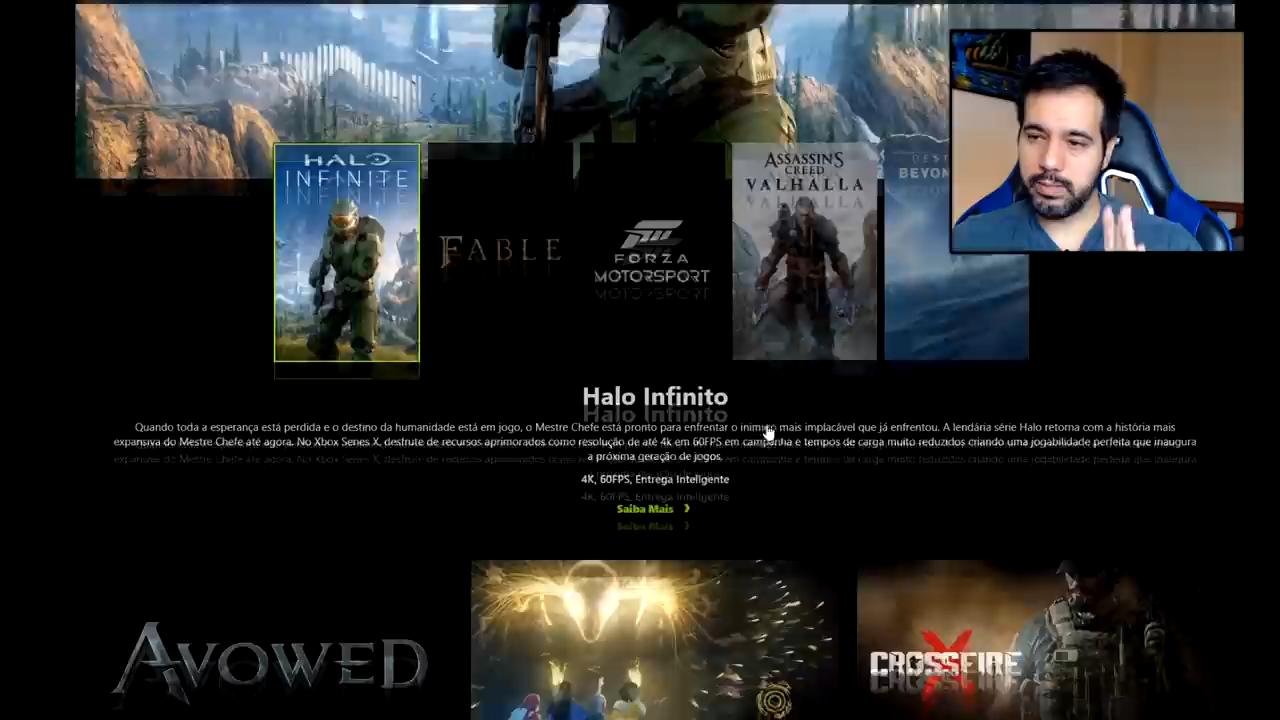 HALO
INFINITE
FABLE
FORZA
MOTORSPORT
ASSASSIN'S
CREED
VALHALLA
BEYON
Halo Infinito
Quando toda a esperança está perdida e o destino da humanidade está em jogo, o Mestre Chefe está pronto para enfrentar o inimigo mais implacável que já enfrentou. A lendária série Halo retorna com a história mais
expansiva do Mestre Chefe até agora. No Xbox Series X, desfrute de recursos aprimorados como resolução de até 4k em 60FPS em campanha e tempos de carga muito reduzidos criando uma jogabilidade perfeita que inaugura
a próxima geração de jogos.
4K, 60FPS, Entrega Inteligente
Saiba Mais
AVOWED
CROSSFIRE
X